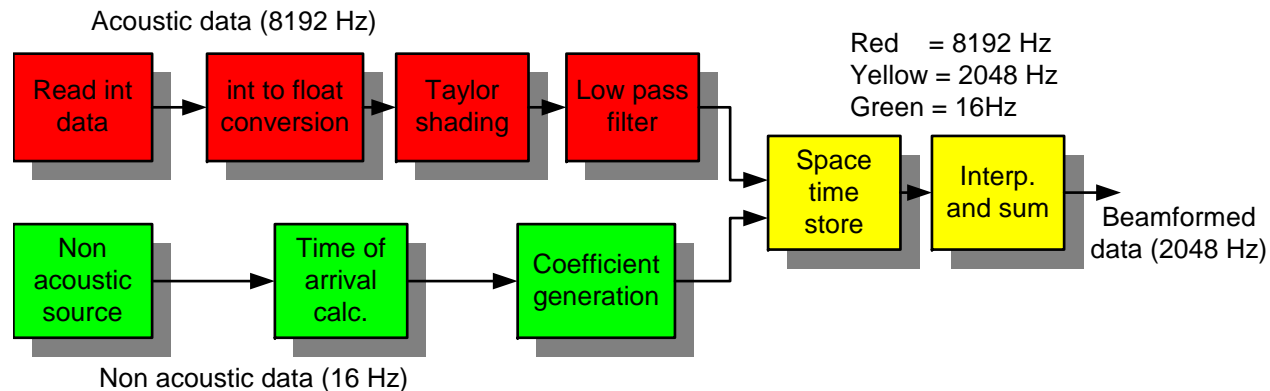 Acoustic data (8192 Hz)
Red = 8192 Hz
Yellow = 2048 Hz
Green = 16Hz
Read int
data
int to float
conversion
Taylor
shading
Low pass
filter
Space
time
store
Interp.
and sum
Beamformed
data (2048 Hz)
Non
acoustic
source
Time of
arrival
calc.
Coefficient
generation
Non acoustic data (16 Hz)